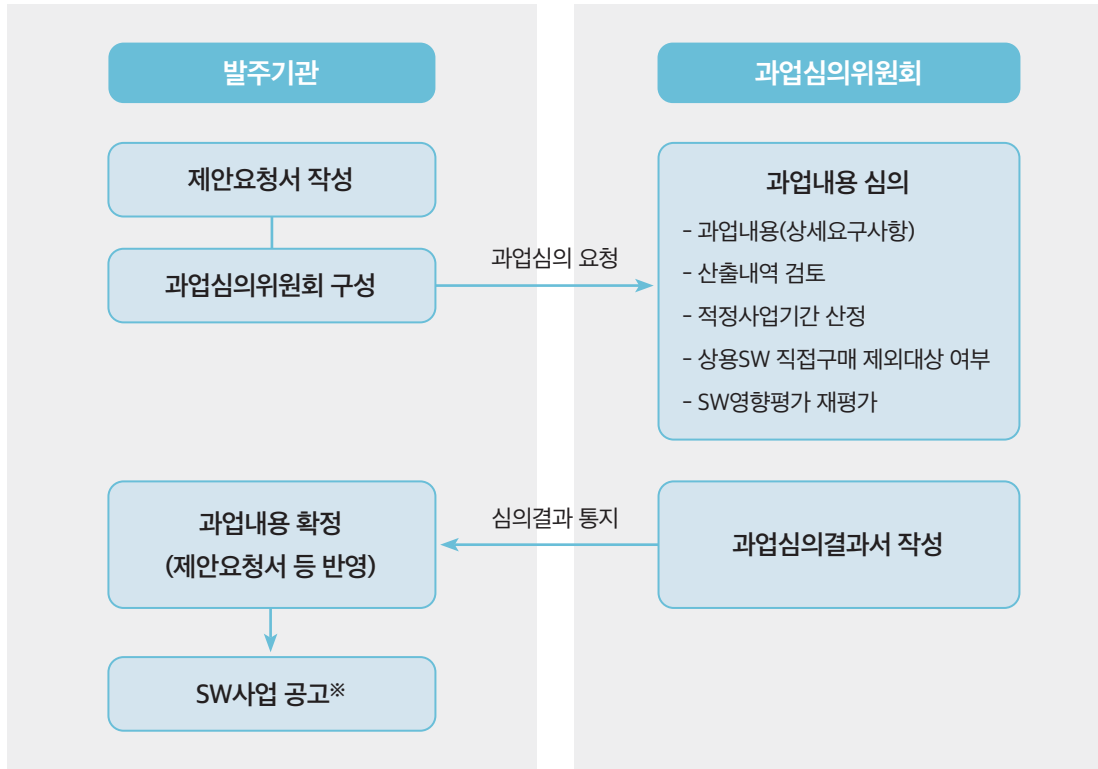 발주기관
과업심의위원회
제안요청서 작성
과업심의위원회 구성
과업심의 요청
과업내용 심의
- 과업내용(상세요구사항)
- 산출내역 검토
- 적정사업기간 산정
- 상용SW 직접구매 제외대상 여부
- SW영향평가 재평가
과업심의결과서 작성
심의결과 통지
과업내용 확정
(제안요청서 등 반영)
SW사업 공고※